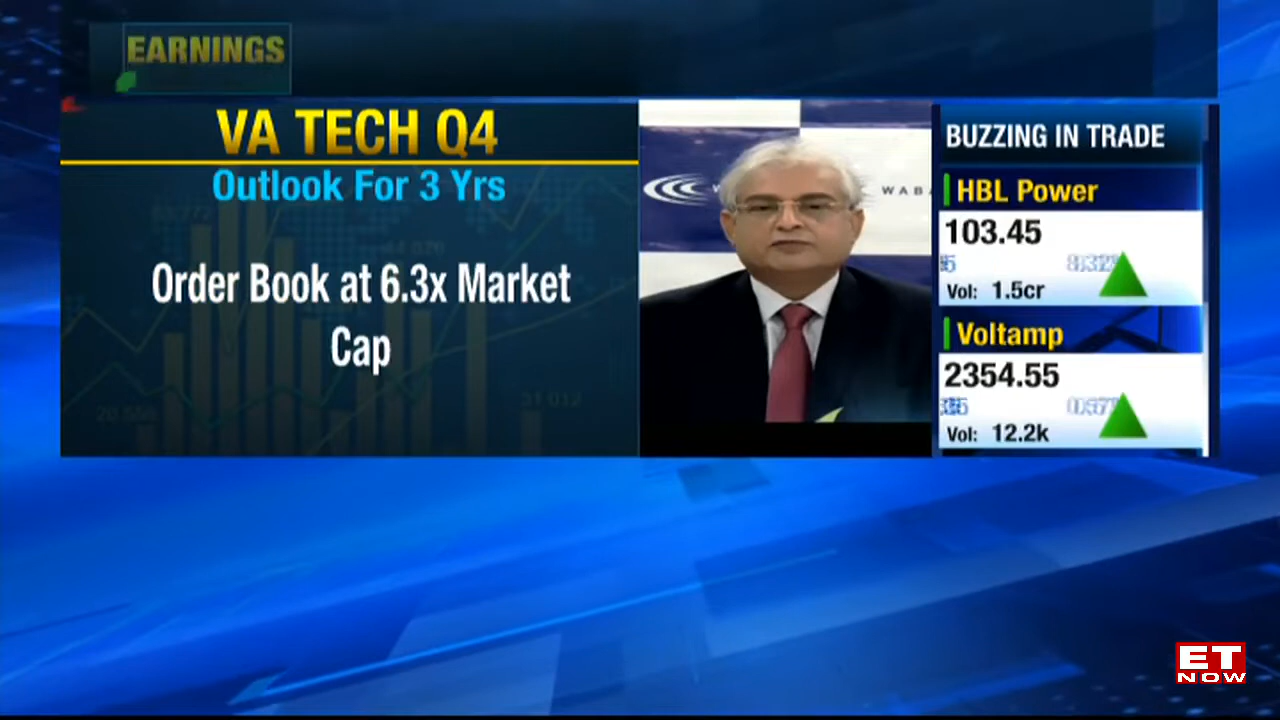 EARNINGS
VA TECH Q4
Outlook For 3 Yrs
Order Book at 6.3x Market
Cap
WABA
BUZZING IN TRADE
HBL Power
103.45
Vol: 1.5cr
Voltamp
2354.55
Vol: 12.2k
ET
NOW